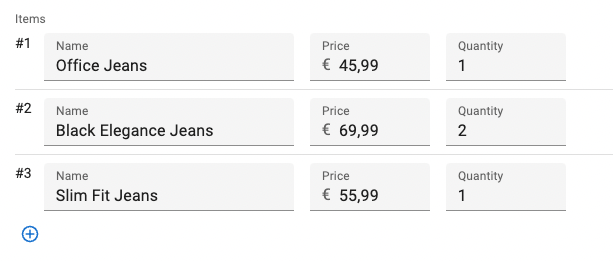 Items
#1 Name Price Quantity
Office Jeans € 45,99 1
#2 Name Price Quantity
Black Elegance Jeans € 69,99 2
#3 Name Price Quantity
Slim Fit Jeans € 55,99 1